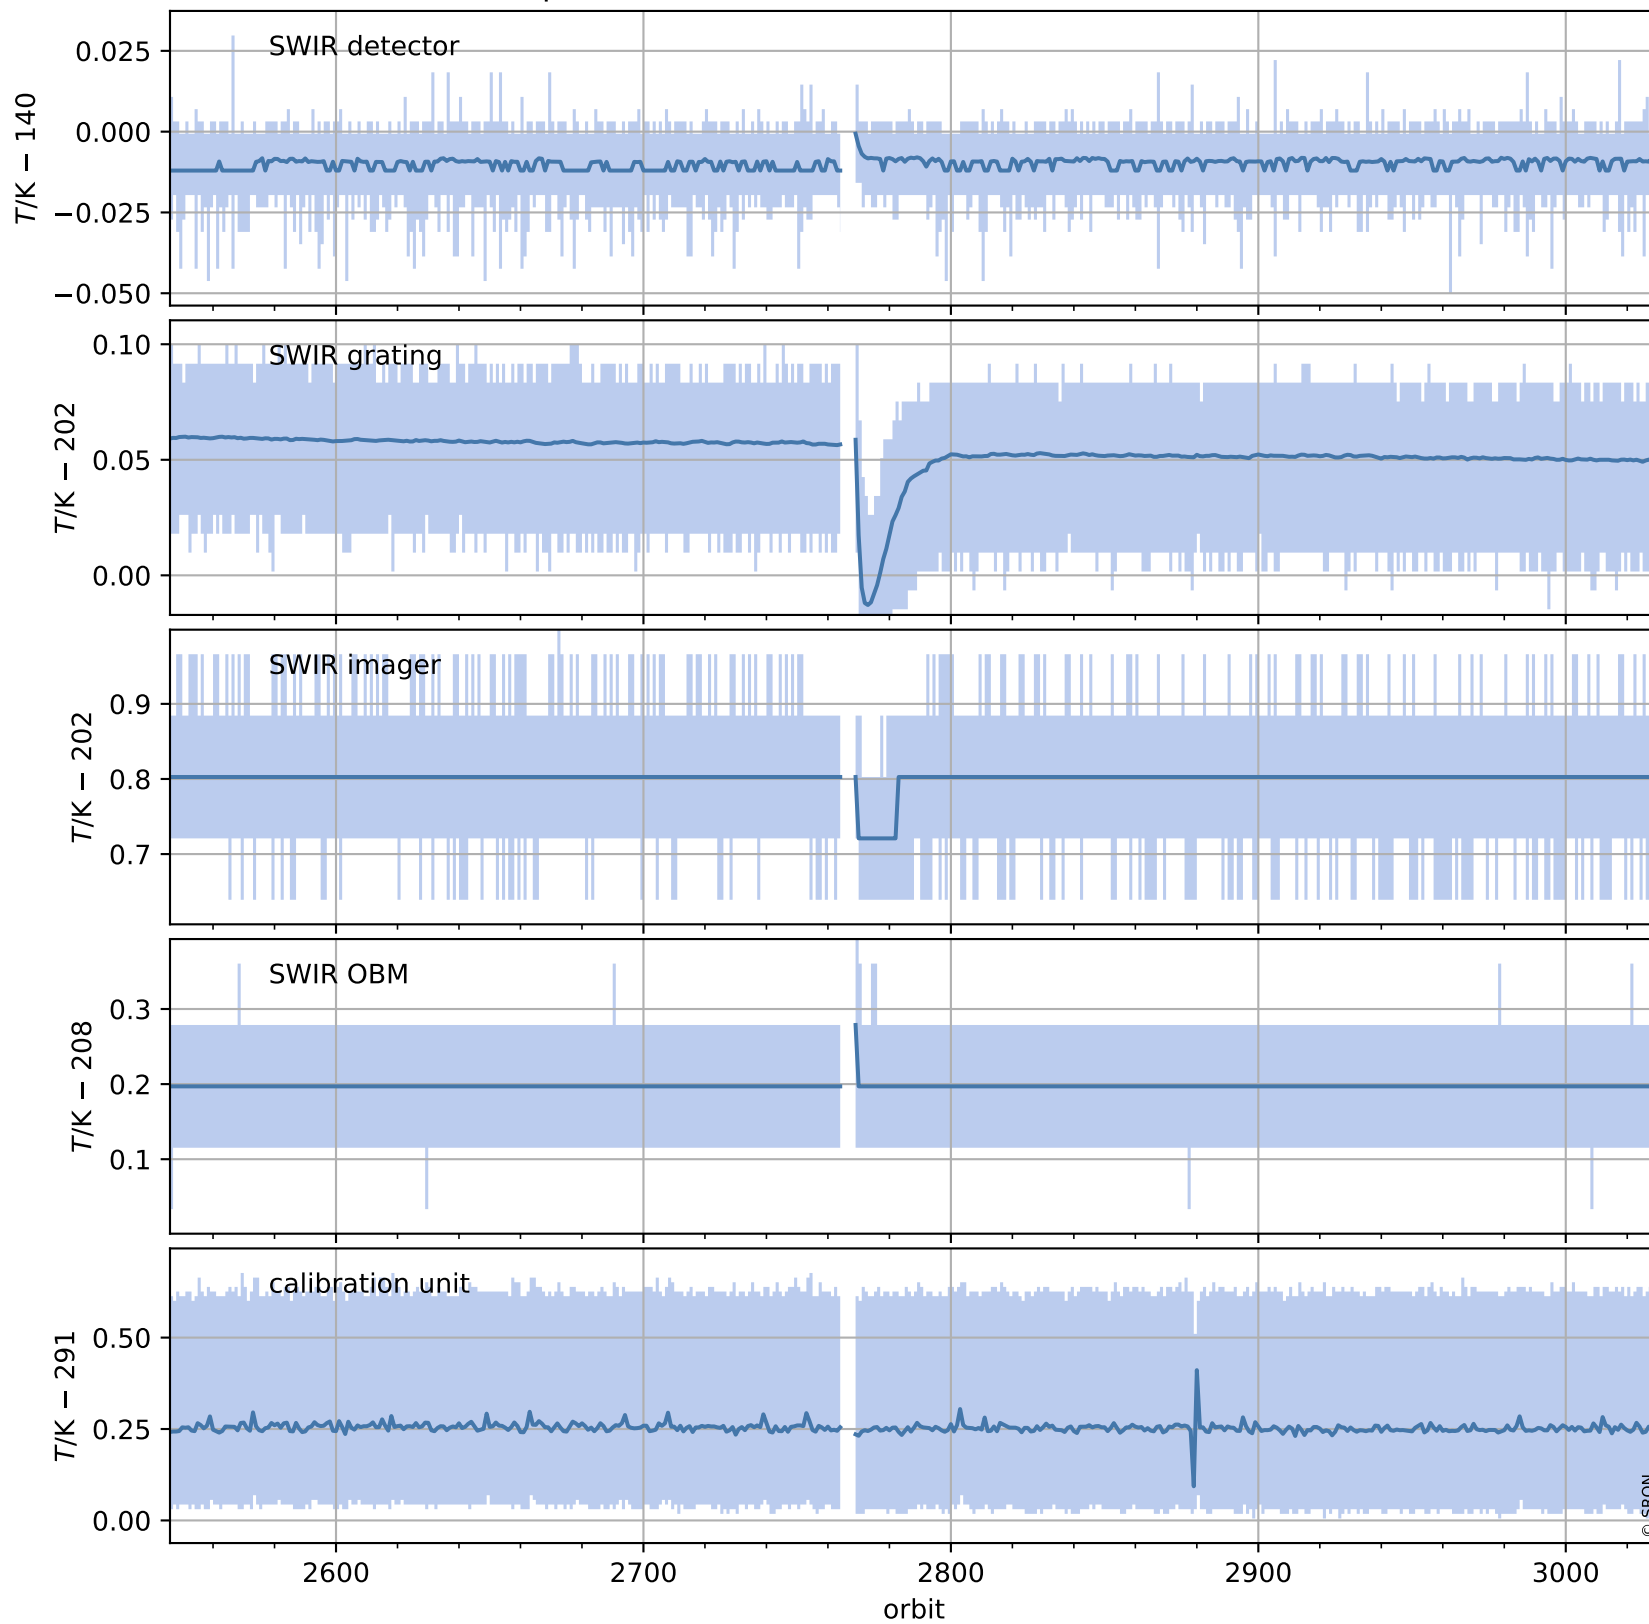 SWIR detector
0.025
0.000
−0.025
−0.050
T/K − 140
SWIR grating
0.10
0.05
0.00
T/K − 202
SWIR imager
0.9
0.8
0.7
T/K − 202
SWIR OBM
0.3
0.2
0.1
T/K − 208
calibration unit
0.50
0.25
0.00
T/K − 291
© SRON
2600 2700 2800 2900 3000
orbit